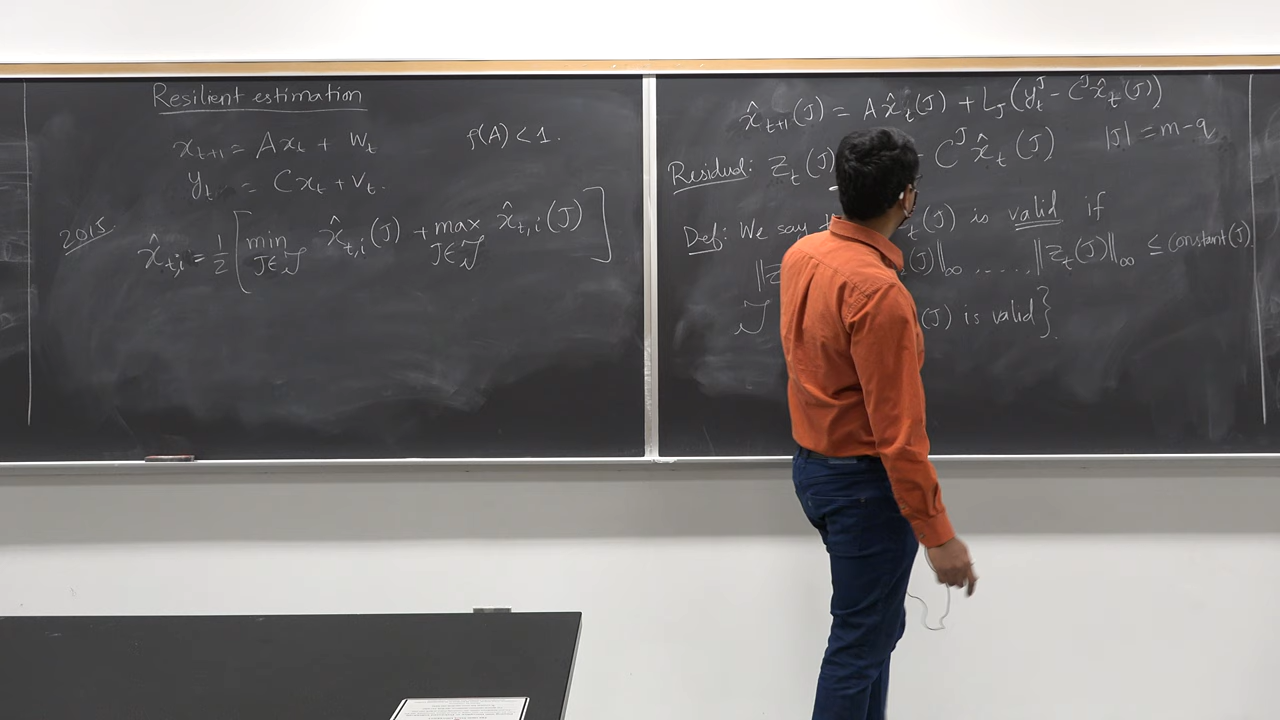 Resilient estimation
x_{t+1} = A x_t + w_t
ρ(A) < 1.
y_t = C x_t + v_t.
2015
x̂_{t,i} = 1/2 [ min_{J∈𝒥} x̂_{t,i}(J) + max_{J∈𝒥} x̂_{t,i}(J) ]
x̂_{t+1}(J) = A x̂_t(J) + L_J (y_t^J - C^J x̂_t(J))
|J| = m-q
Residual: z_t(J) - C^J x̂_t(J)
Def: We say _t(J) is valid if
‖z (J)‖_∞ ,....., ‖z_t(J)‖_∞ ≤ constant(J)
𝒥 (J) is valid}